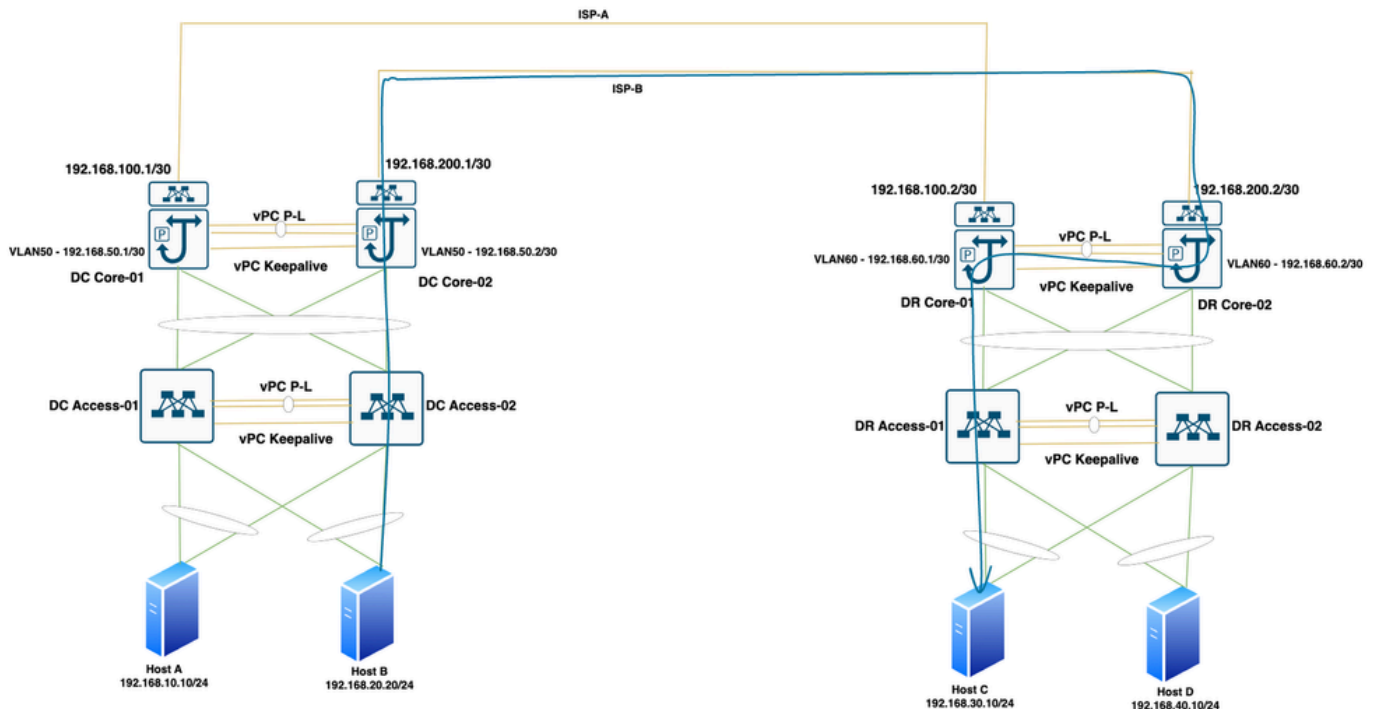 ISP-A
ISP-B
192.168.100.1/30
192.168.200.1/30
192.168.100.2/30
192.168.200.2/30
vPC P-L
P
P
VLAN50 - 192.168.50.1/30
VLAN50 - 192.168.50.2/30
vPC Keepalive
DC Core-01
DC Core-02
vPC P-L
P
P
VLAN60 - 192.168.60.1/30
VLAN60 - 192.168.60.2/30
vPC Keepalive
DR Core-01
DR Core-02
vPC P-L
DC Access-01
DC Access-02
vPC Keepalive
vPC P-L
DR Access-01
DR Access-02
vPC Keepalive
Host A
192.168.10.10/24
Host B
192.168.20.20/24
Host C
192.168.30.10/24
Host D
192.168.40.10/24